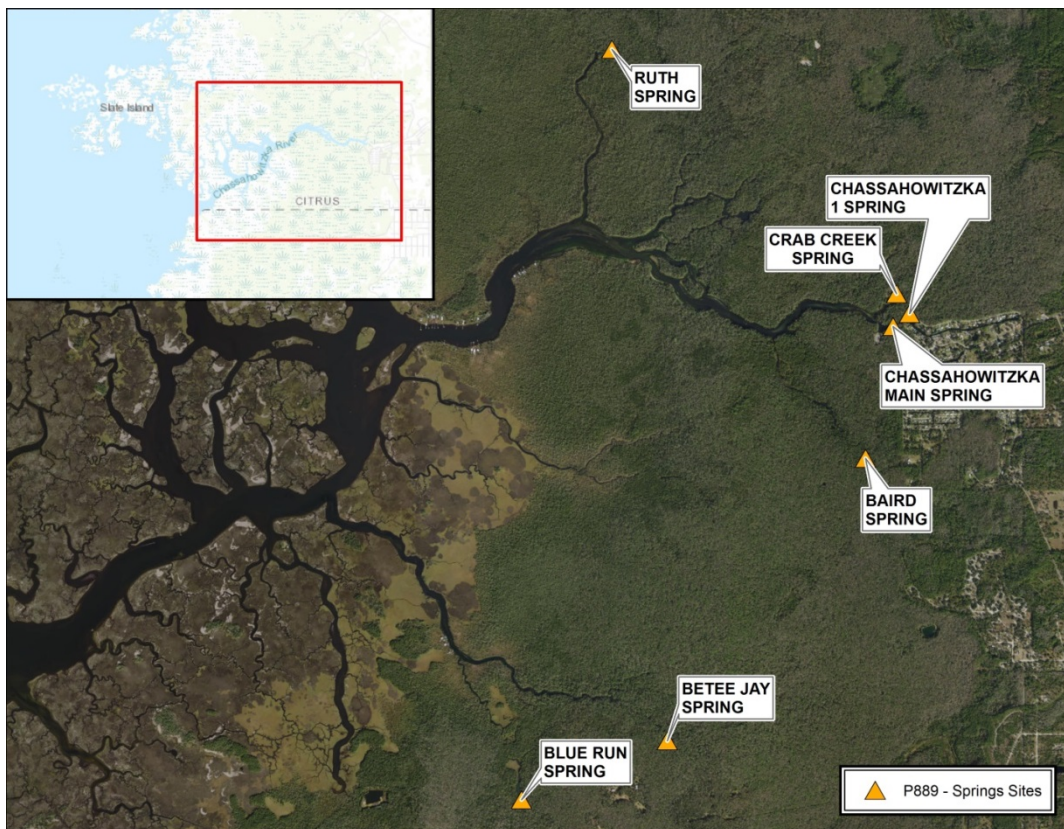 Slate Island
Chassahowitzka River
CITRUS
RUTH
SPRING
CHASSAHOWITZKA
1 SPRING
CRAB CREEK
SPRING
CHASSAHOWITZKA
MAIN SPRING
BAIRD
SPRING
BETEE JAY
SPRING
BLUE RUN
SPRING
P889 - Springs Sites